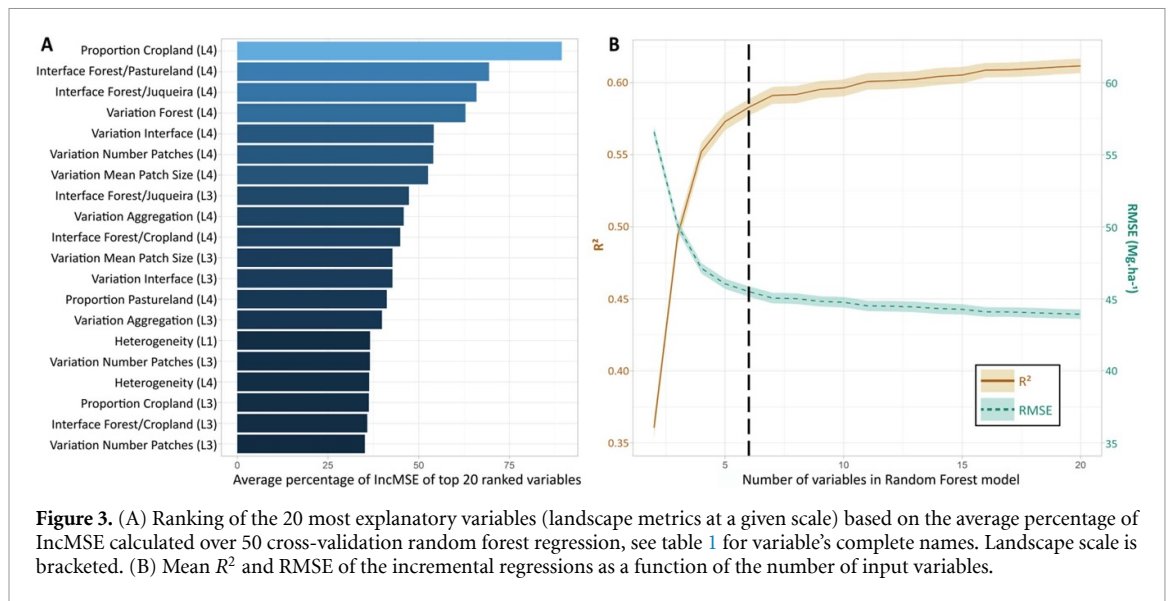 A
Proportion Cropland (L4)
Interface Forest/Pastureland (L4)
Interface Forest/Juqueira (L4)
Variation Forest (L4)
Variation Interface (L4)
Variation Number Patches (L4)
Variation Mean Patch Size (L4)
Interface Forest/Juqueira (L3)
Variation Aggregation (L4)
Interface Forest/Cropland (L4)
Variation Mean Patch Size (L3)
Variation Interface (L3)
Proportion Pastureland (L4)
Variation Aggregation (L3)
Heterogeneity (L1)
Variation Number Patches (L3)
Heterogeneity (L4)
Proportion Cropland (L3)
Interface Forest/Cropland (L3)
Variation Number Patches (L3)
0 25 50 75
Average percentage of IncMSE of top 20 ranked variables
B
R²
0.60
0.55
0.50
0.45
0.40
0.35
60
55
50
45
40
35
RMSE (Mg.ha⁻¹)
R²
RMSE
5 10 15 20
Number of variables in Random Forest model
Figure 3. (A) Ranking of the 20 most explanatory variables (landscape metrics at a given scale) based on the average percentage of
IncMSE calculated over 50 cross-validation random forest regression, see table 1 for variable's complete names. Landscape scale is
bracketed. (B) Mean R² and RMSE of the incremental regressions as a function of the number of input variables.